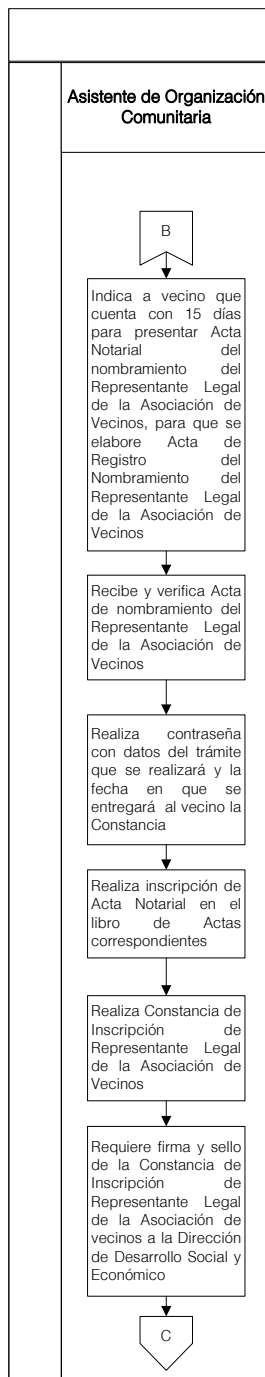 Asistente de Organización
Comunitaria
B
Indica a vecino que
cuenta con 15 días
para presentar Acta
Notarial del
nombramiento del
Representante Legal
de la Asociación de
Vecinos, para que se
elabore Acta de
Registro del
Nombramiento del
Representante Legal
de la Asociación de
Vecinos
Recibe y verifica Acta
de nombramiento del
Representante Legal
de la Asociación de
Vecinos
Realiza contraseña
con datos del trámite
que se realizará y la
fecha en que se
entregará al vecino la
Constancia
Realiza inscripción de
Acta Notarial en el
libro de Actas
correspondientes
Realiza Constancia de
Inscripción de
Representante Legal
de la Asociación de
Vecinos
Requiere firma y sello
de la Constancia de
Inscripción de
Representante Legal
de la Asociación de
vecinos a la Dirección
de Desarrollo Social y
Económico
C